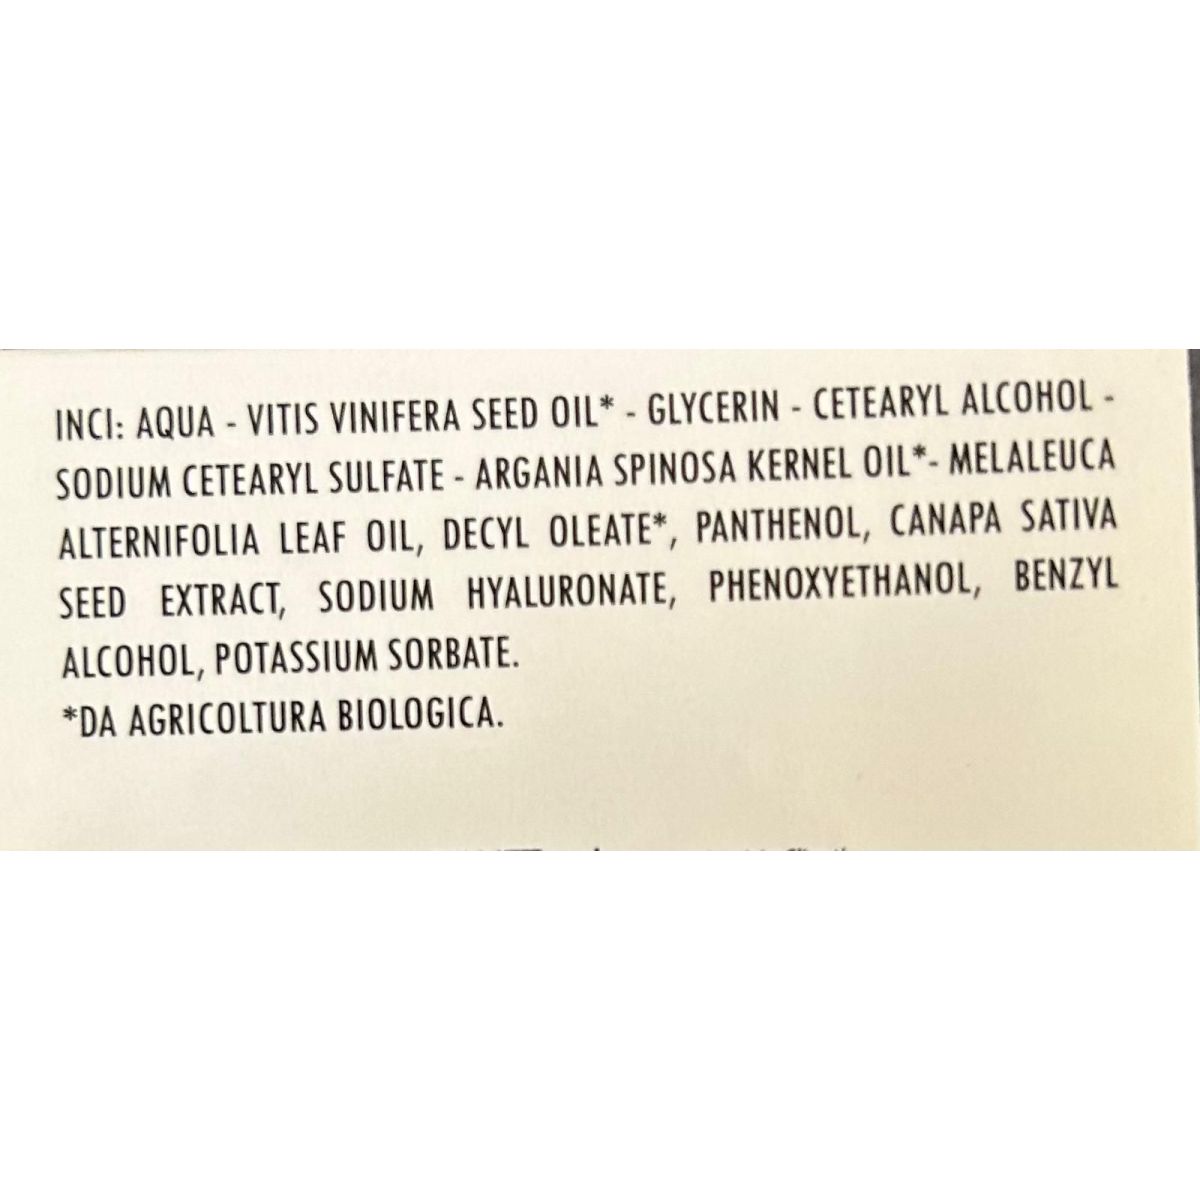 INCI: AQUA - VITIS VINIFERA SEED OIL* - GLYCERIN - CETEARYL ALCOHOL -
SODIUM CETEARYL SULFATE - ARGANIA SPINOSA KERNEL OIL*- MELALEUCA
ALTERNIFOLIA LEAF OIL, DECYL OLEATE*, PANTHENOL, CANAPA SATIVA
SEED EXTRACT, SODIUM HYALURONATE, PHENOXYETHANOL, BENZYL
ALCOHOL, POTASSIUM SORBATE.
*DA AGRICOLTURA BIOLOGICA.